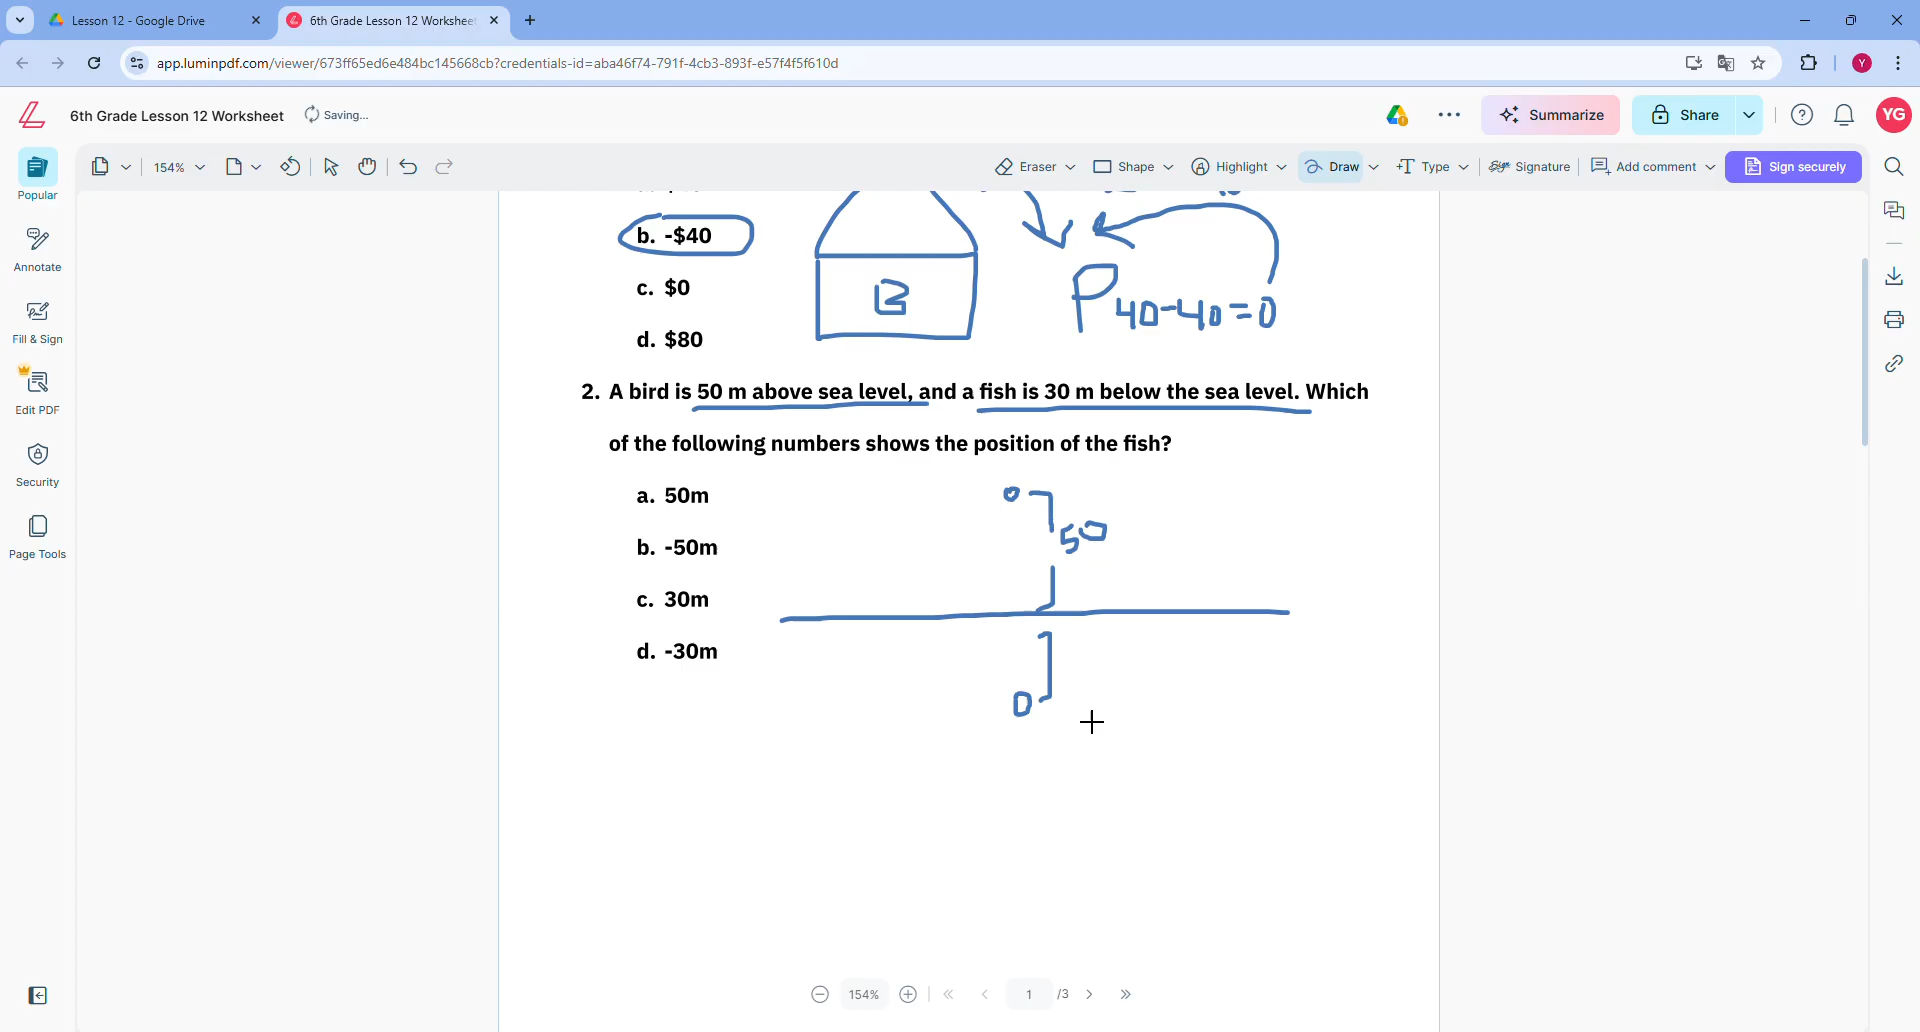 Lesson 12 - Google Drive
6th Grade Lesson 12 Workshee
app.luminpdf.com/viewer/673ff65ed6e484bc145668cb?credentials-id=aba46f74-791f-4cb3-893f-e57f4f5f610d
Y
6th Grade Lesson 12 Worksheet
Saving...
Summarize
Share
YG
154%
Eraser
Shape
Highlight
Draw
Type
Signature
Add comment
Sign securely
Popular
Annotate
Fill & Sign
Edit PDF
Security
Page Tools
b. -$40
c. $0
d. $80
B
P 40-40=0
2. A bird is 50 m above sea level, and a fish is 30 m below the sea level. Which
of the following numbers shows the position of the fish?
a. 50m
b. -50m
c. 30m
d. -30m
50
154%
1 /3